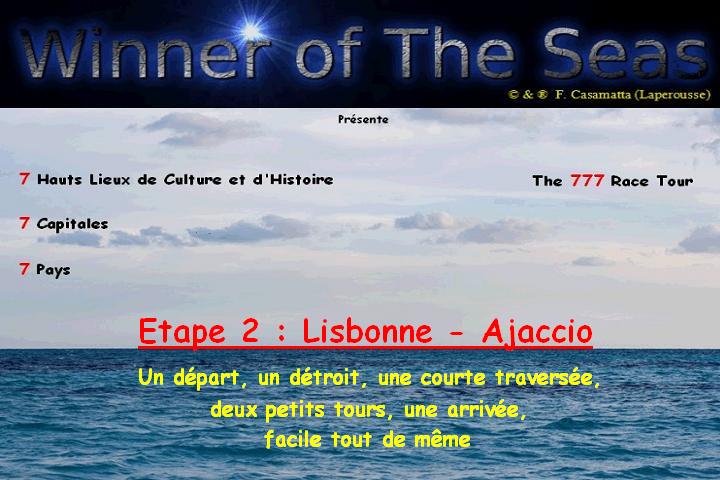 Winner of The Seas
© & ® F. Casamatta (Laperousse)
Présente
7 Hauts Lieux de Culture et d'Histoire
The 777 Race Tour
7 Capitales
7 Pays
Etape 2 : Lisbonne - Ajaccio
Un départ, un détroit, une courte traversée,
deux petits tours, une arrivée,
facile tout de même